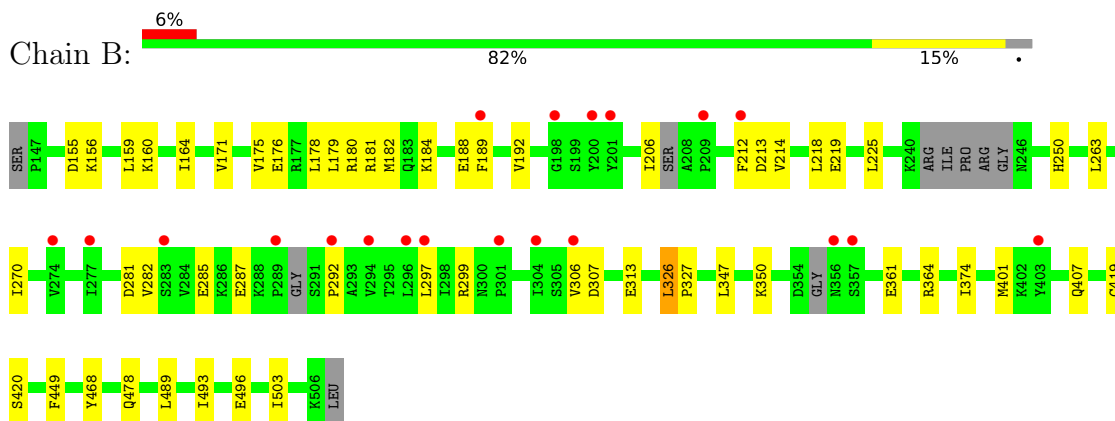 6%
Chain B:
82% 15% •
SER P147 D155 K156 L159 K160 I164 V171 V175 E176 R177 L178 L179 R180 R181 M182 Q183 K184 E188 F189 V192 G198 S199 Y200 Y201 I206 SER A208 P209 F212 D213 V214 L218 E219 L225 K240 ARG ILE PRO ARG GLY N246 H250 L263
I270 V274 I277 D281 V282 S283 V284 E285 K286 E287 K288 P289 GLY S291 P292 A293 V294 T295 L296 L297 I298 R299 N300 P301 I304 S305 V306 D307 E313 L326 P327 L347 K350 D354 GLY N356 S357 E361 R364 I374 M401 K402 Y403 Q407
S420 F449 Y468 Q478 L489 I493 E496 I503 K506 LEU